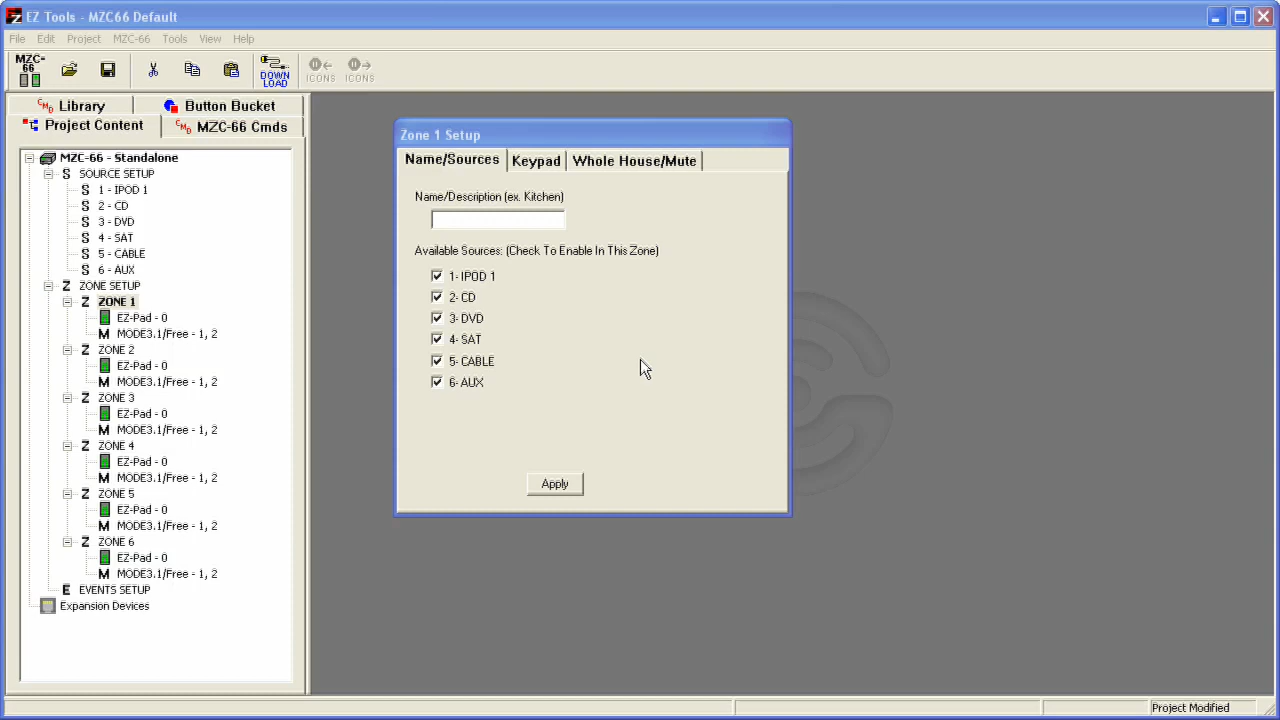 EZ Tools - MZC66 Default
File Edit Project MZC-66 Tools View Help
MZC-66
DOWN LOAD
ICONS ICONS
Library Button Bucket
Project Content MZC-66 Cmds
MZC-66 - Standalone
S SOURCE SETUP
S 1 - IPOD 1
S 2 - CD
S 3 - DVD
S 4 - SAT
S 5 - CABLE
S 6 - AUX
Z ZONE SETUP
Z ZONE 1
EZ-Pad - 0
M MODE3.1/Free - 1, 2
Z ZONE 2
EZ-Pad - 0
M MODE3.1/Free - 1, 2
Z ZONE 3
EZ-Pad - 0
M MODE3.1/Free - 1, 2
Z ZONE 4
EZ-Pad - 0
M MODE3.1/Free - 1, 2
Z ZONE 5
EZ-Pad - 0
M MODE3.1/Free - 1, 2
Z ZONE 6
EZ-Pad - 0
M MODE3.1/Free - 1, 2
E EVENTS SETUP
Expansion Devices
Zone 1 Setup
Name/Sources Keypad Whole House/Mute
Name/Description (ex. Kitchen)
Available Sources: (Check To Enable In This Zone)
1- IPOD 1
2- CD
3- DVD
4- SAT
5- CABLE
6- AUX
Apply
Project Modified